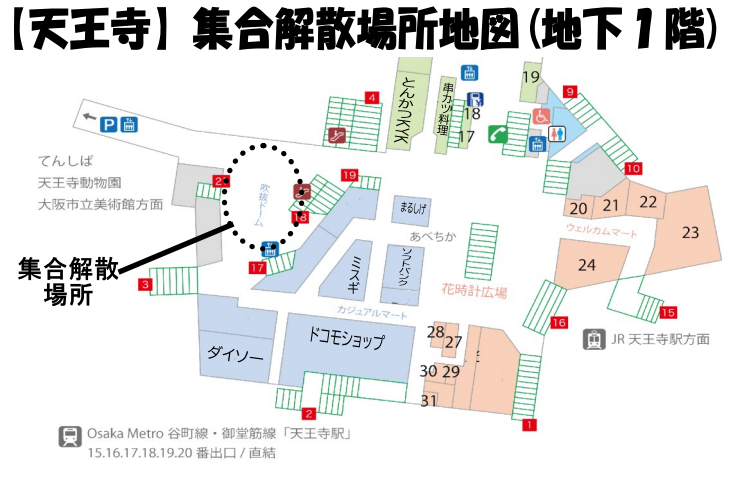 【天王寺】集合解散場所地図(地下1階)
4
とんかつKYK
串カツ料理
18
17
19
9
P
10
てんしば
天王寺動物園
大阪市立美術館方面
2
吹抜ドーム
19
18
まるしげ
20
21
22
23
ウェルカムマート
あべちか
17
集合解散
場所
3
ミスギ
ソフトバンク
24
花時計広場
カジュアルマート
15
16
JR 天王寺駅方面
ダイソー
ドコモショップ
28
27
30
29
31
2
1
Osaka Metro 谷町線・御堂筋線「天王寺駅」
15.16.17.18.19.20 番出口 / 直結